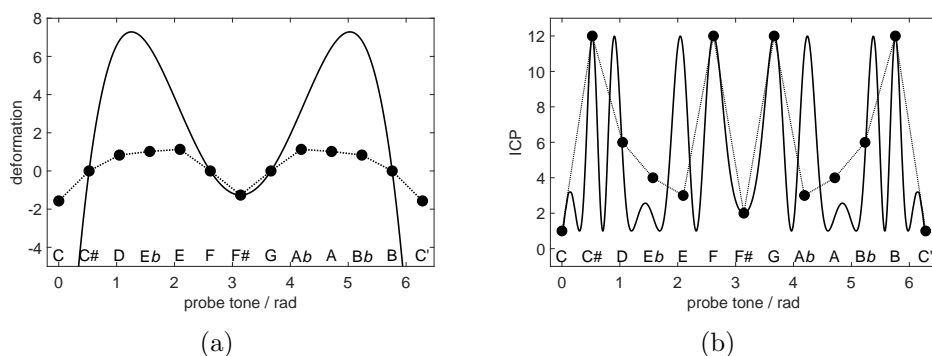 8
6
4
2
0
-2
-4
deformation
C C# D Eb E F F# G Ab A Bb B C'
0 1 2 3 4 5 6
probe tone / rad
(a)
12
10
8
6
4
2
0
ICP
C C# D Eb E F F# G Ab A Bb B C'
0 1 2 3 4 5 6
probe tone / rad
(b)